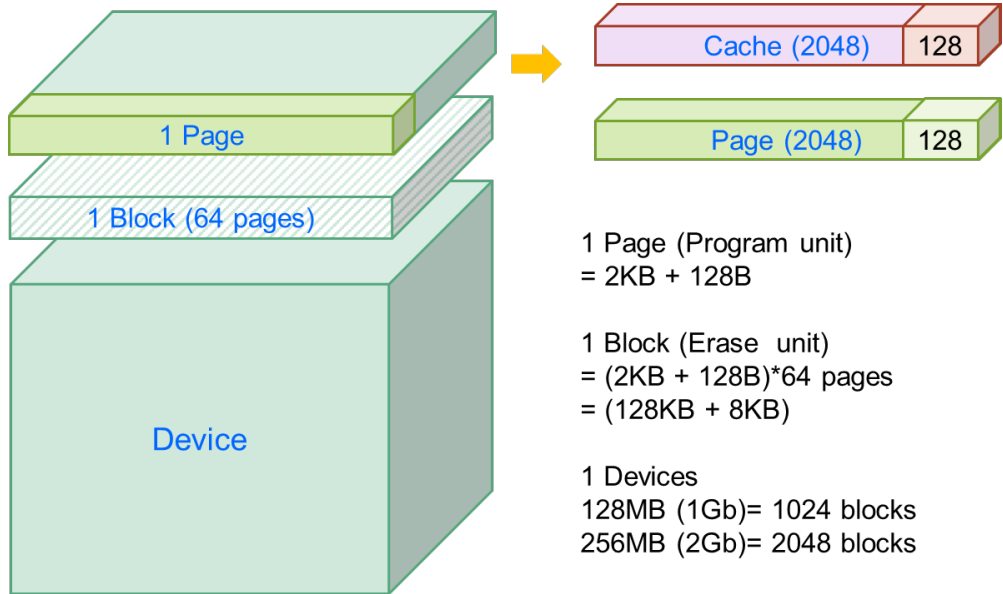 Cache (2048) 128
1 Page
Page (2048) 128
1 Block (64 pages)
Device
1 Page (Program unit)
= 2KB + 128B
1 Block (Erase unit)
= (2KB + 128B)*64 pages
= (128KB + 8KB)
1 Devices
128MB (1Gb)= 1024 blocks
256MB (2Gb)= 2048 blocks